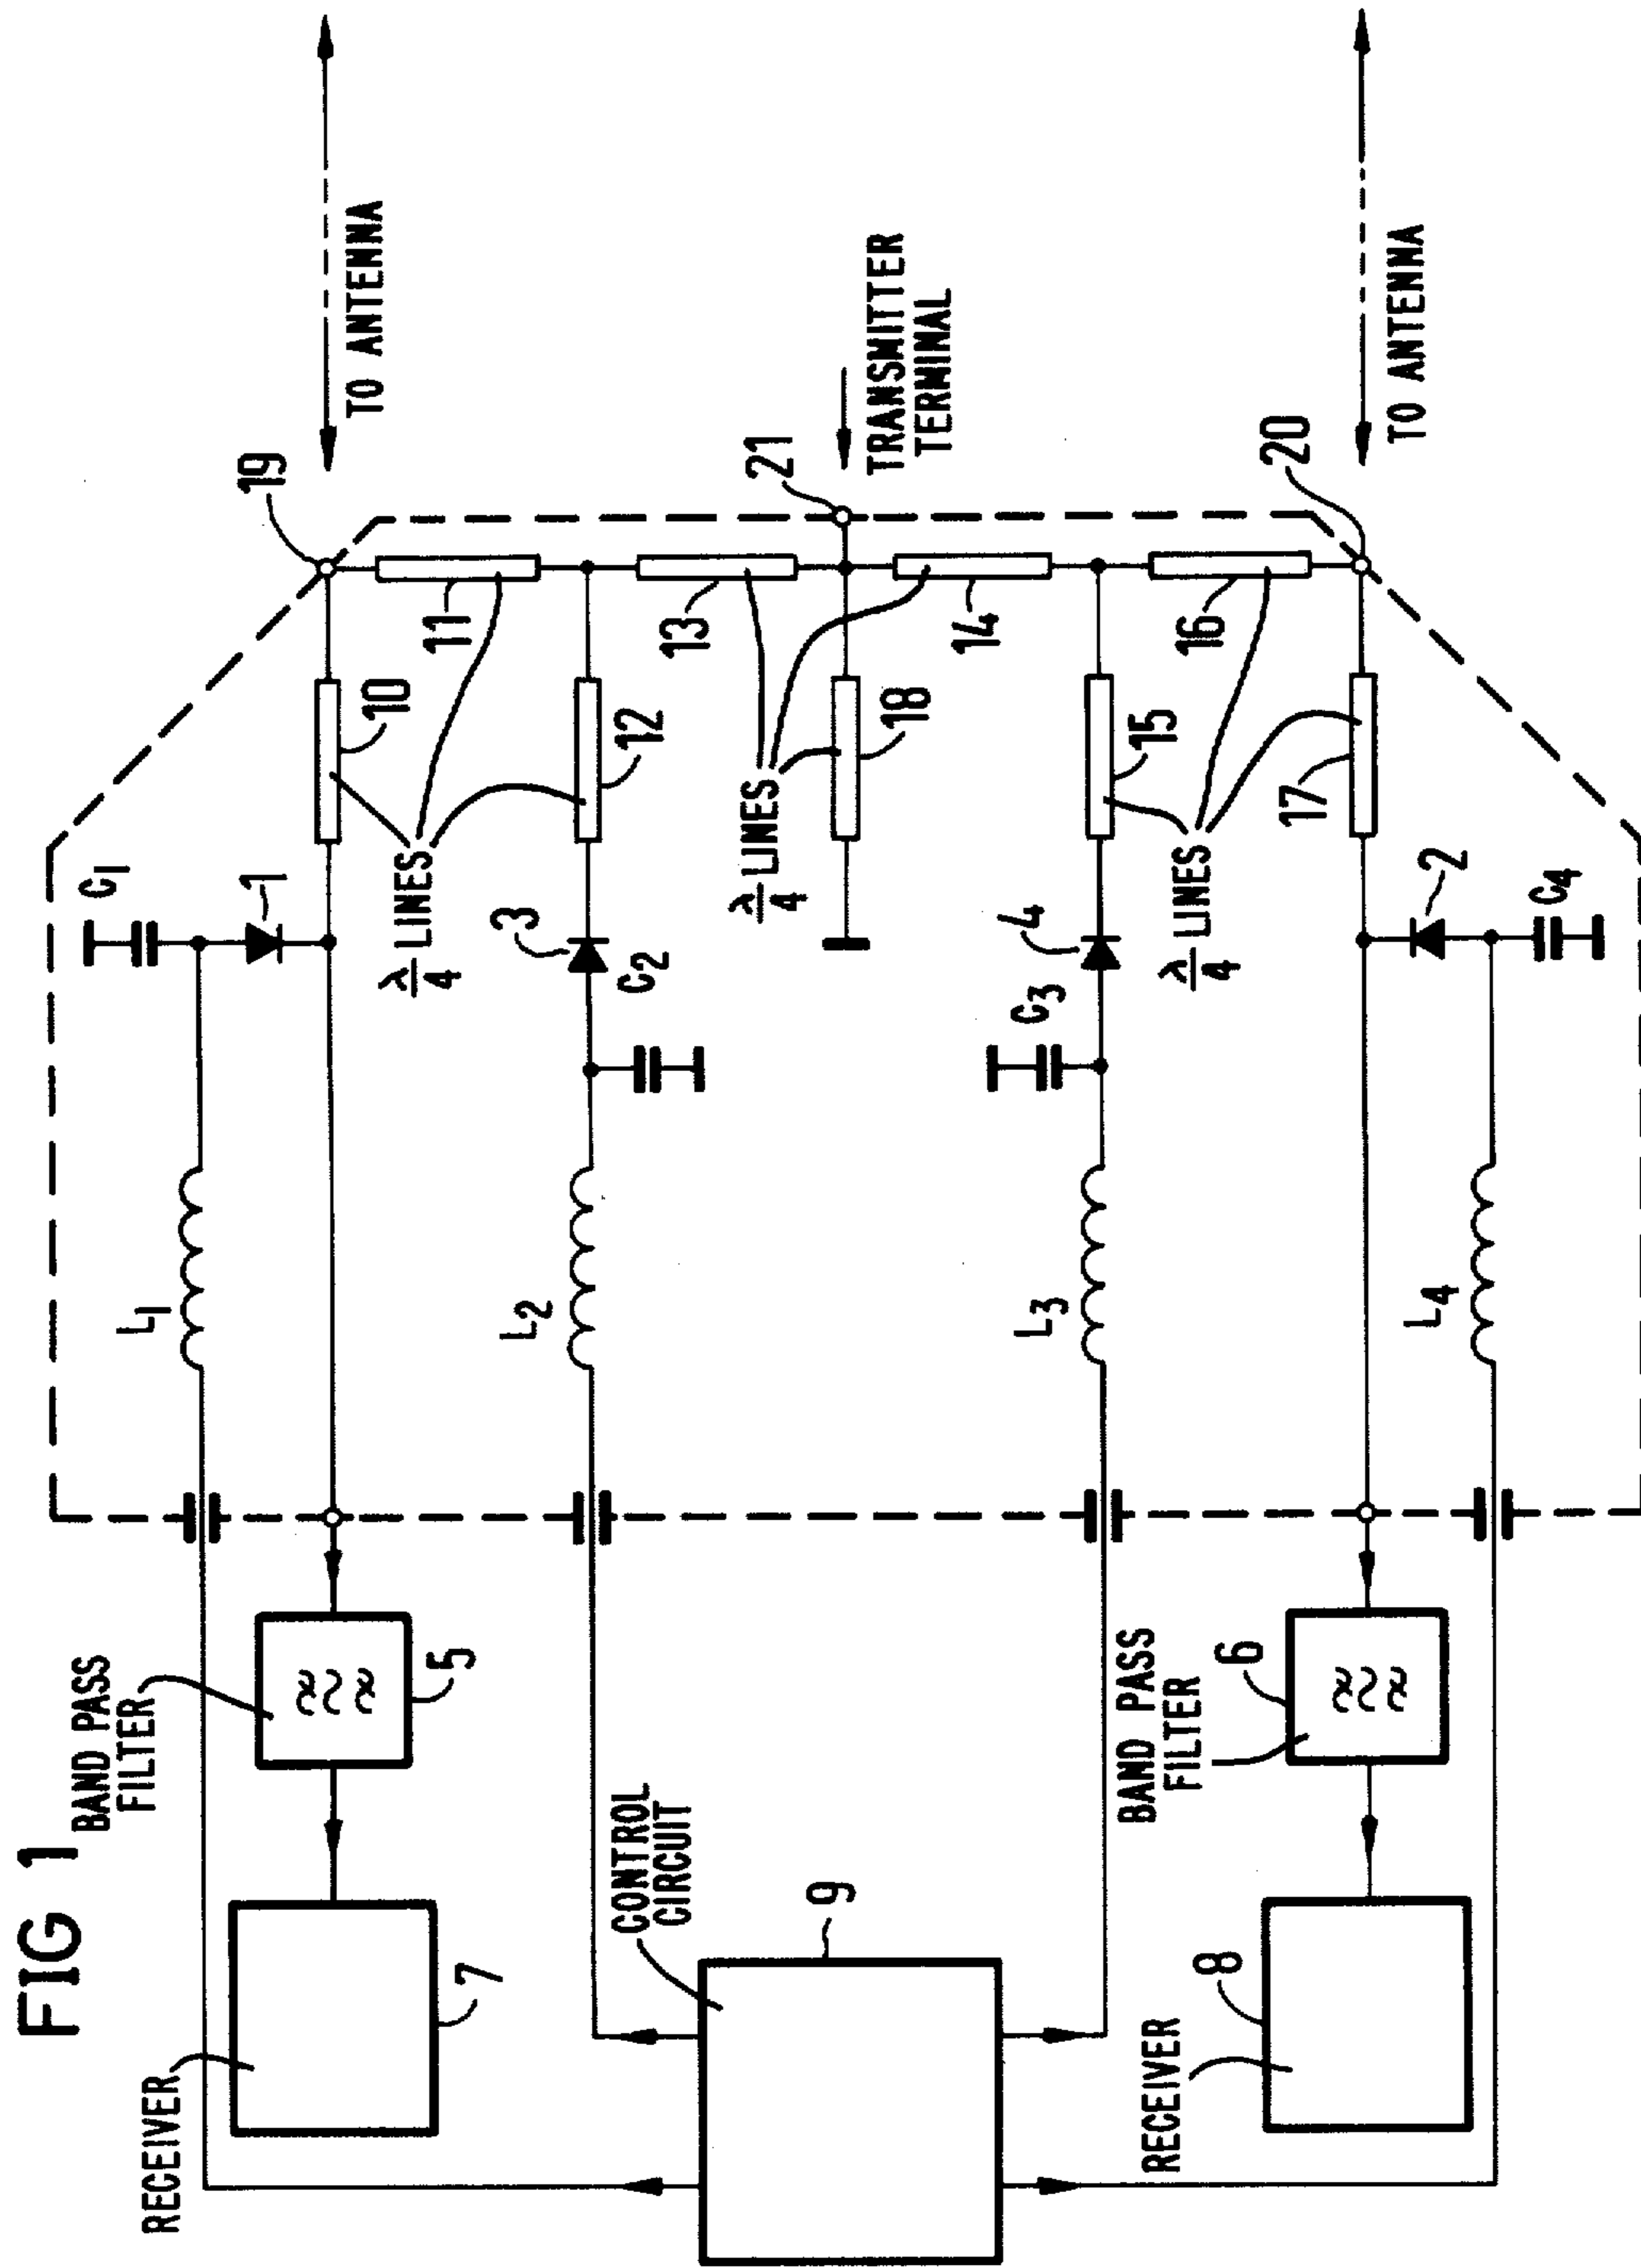 FIG 1
RECEIVER
7
BAND PASS
FILTER
5
L1
C1
1
10
19
TO ANTENNA
11
λ/4 LINES
CONTROL
CIRCUIT
9
L2
C2
3
12
13
λ/4 LINES
18
21
TRANSMITTER
TERMINAL
14
L3
C3
4
15
λ/4 LINES
16
RECEIVER
8
BAND PASS
FILTER
6
L4
C4
2
17
20
TO ANTENNA